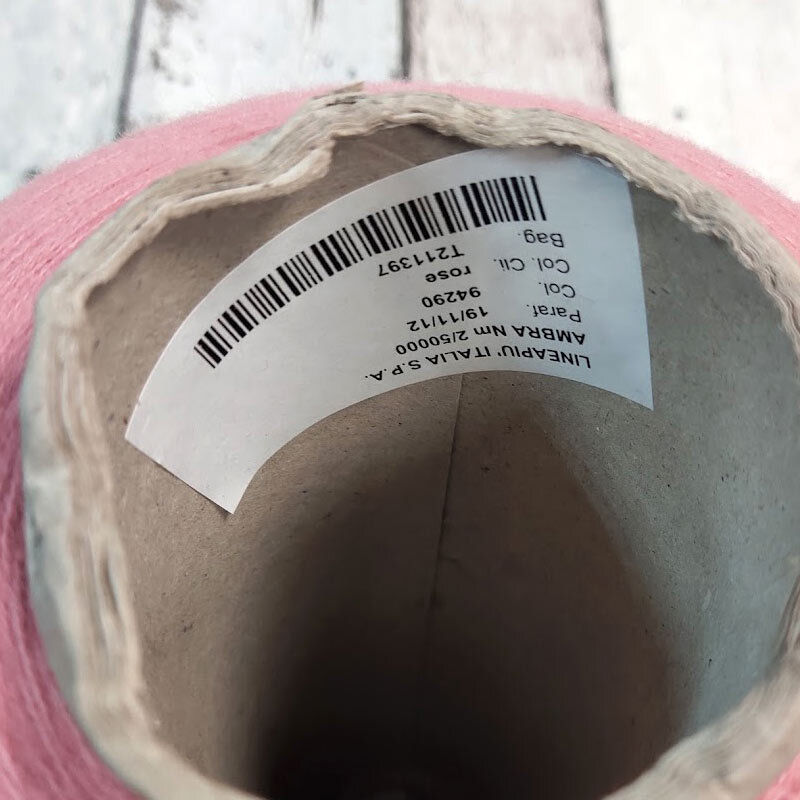 LINEAPIU' ITALIA S.P.A.
AMBRA Nm 2/50000
Paraf. 19/11/12
Col. 94290
Col. Cli. rose
Bag. T211397